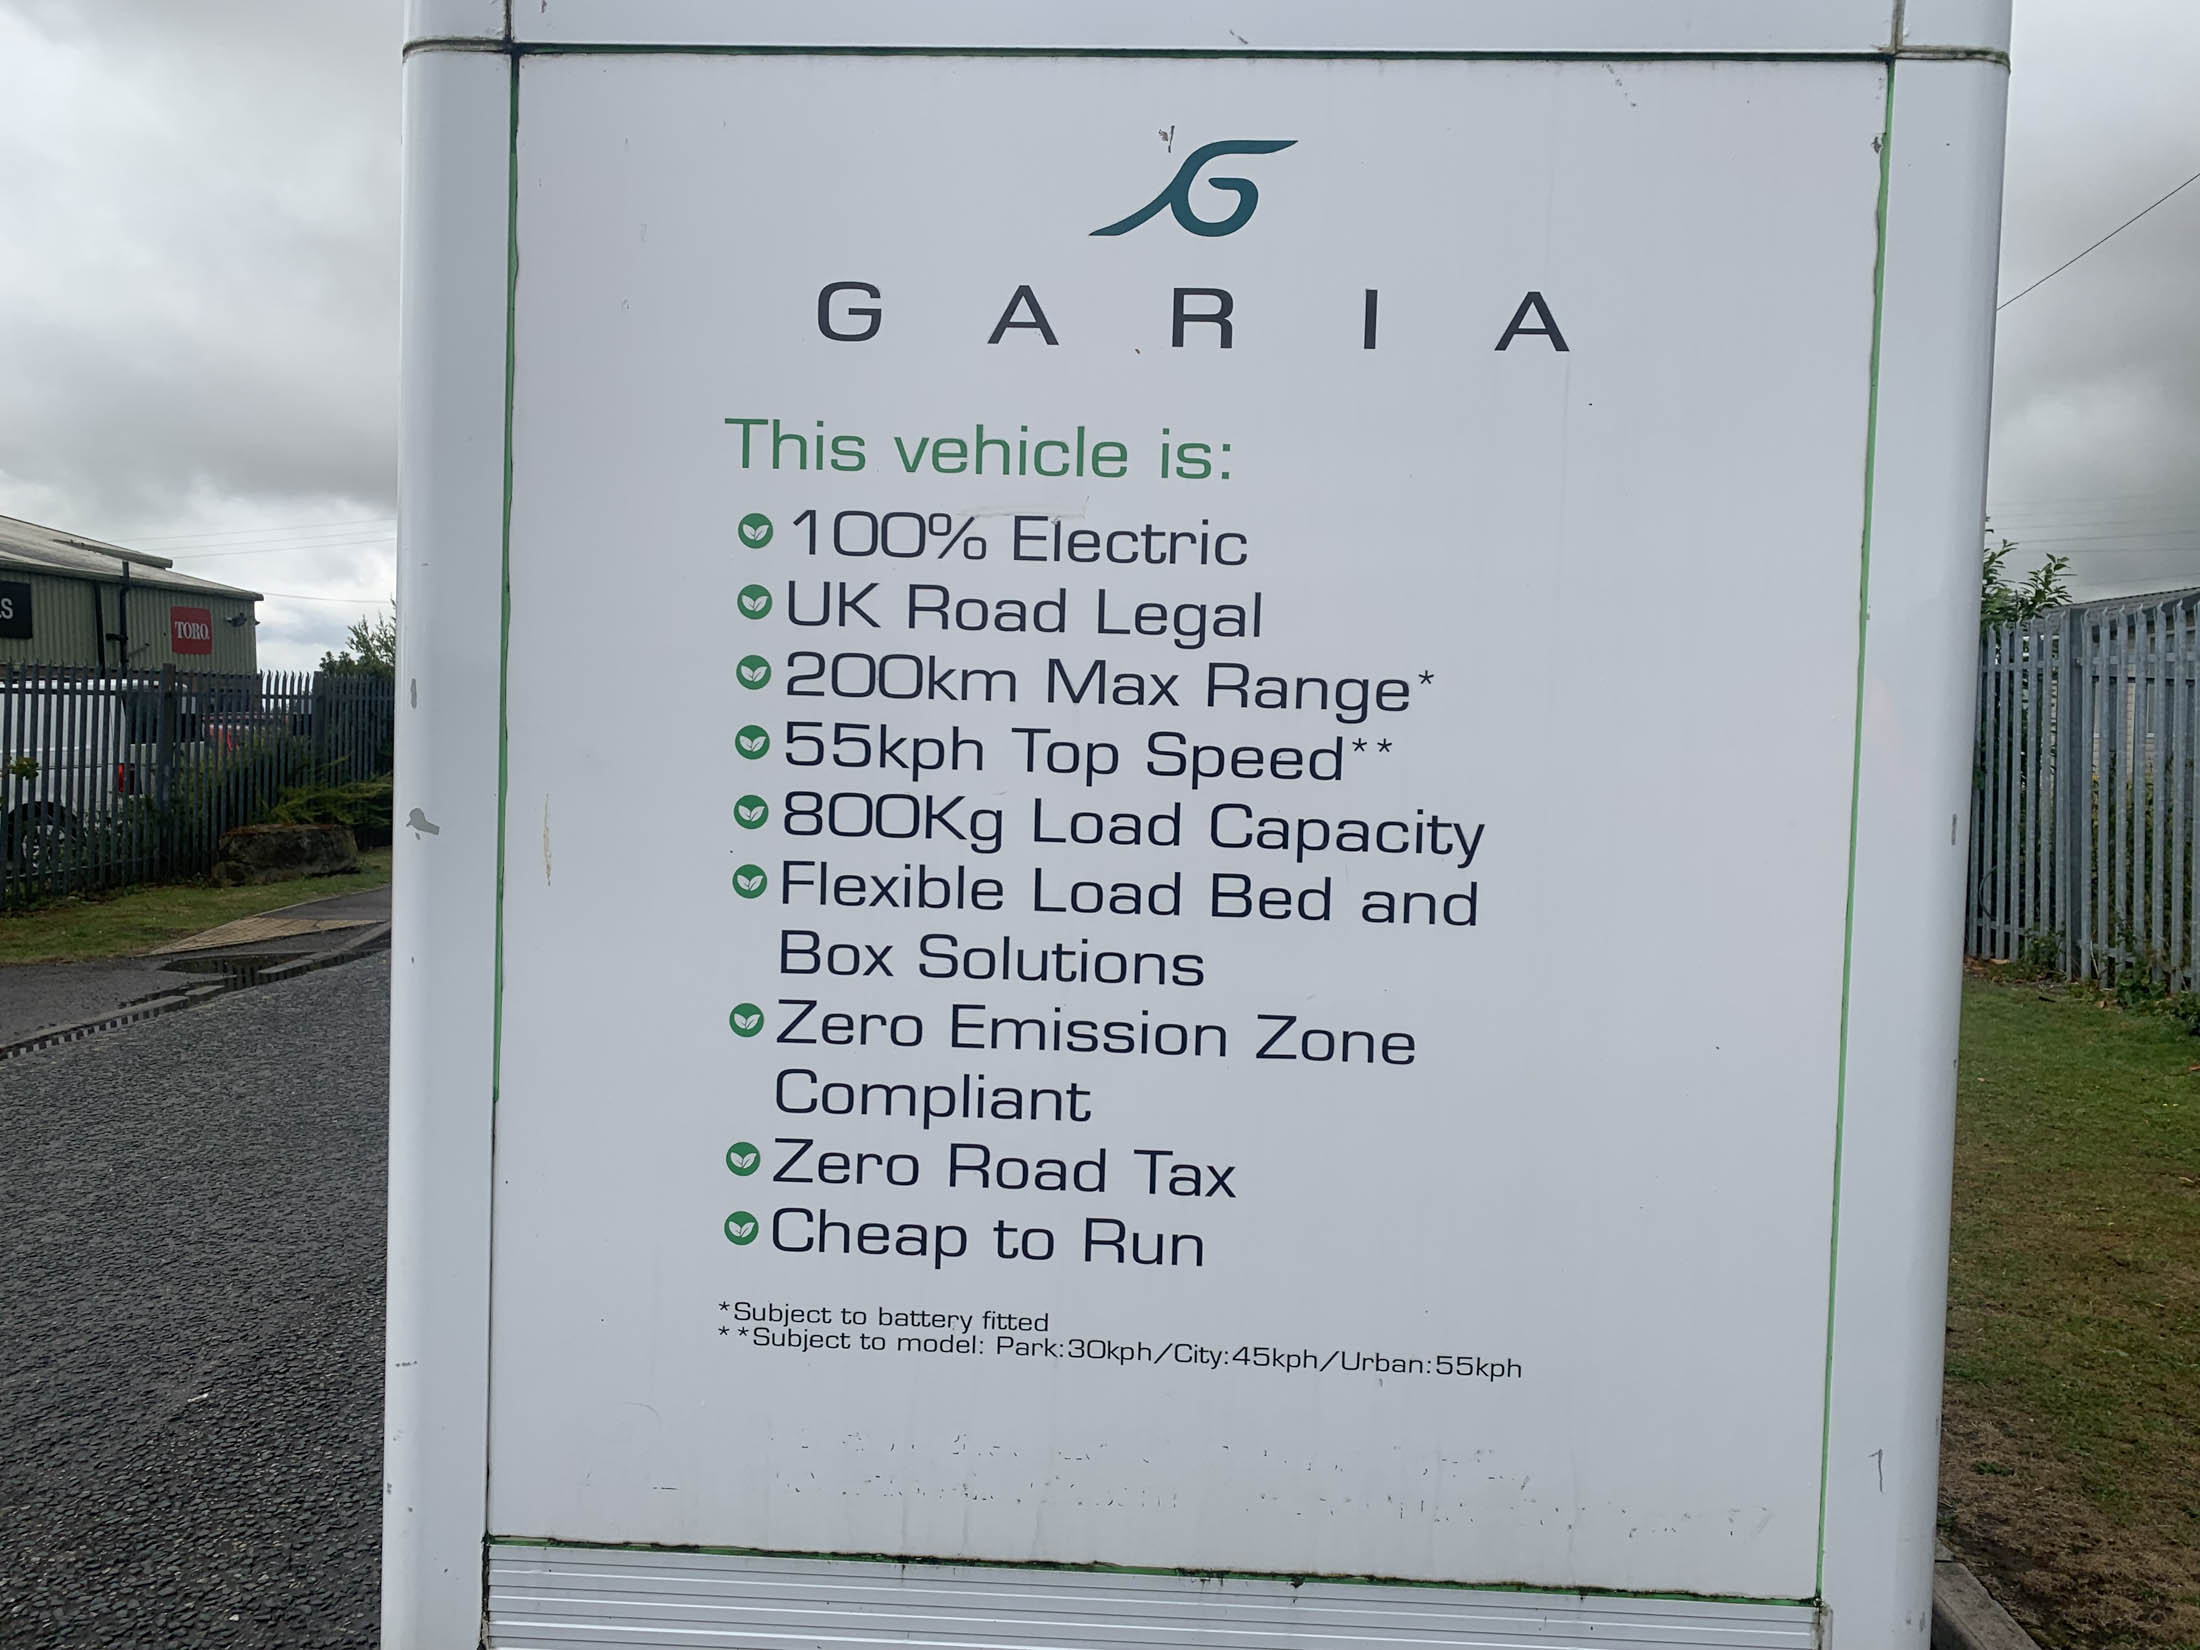 GARIA
This vehicle is:
100% Electric
UK Road Legal
200km Max Range*
55kph Top Speed**
800Kg Load Capacity
Flexible Load Bed and
Box Solutions
Zero Emission Zone
Compliant
Zero Road Tax
Cheap to Run
*Subject to battery fitted
**Subject to model: Park:30kph/City:45kph/Urban:55kph
TORO